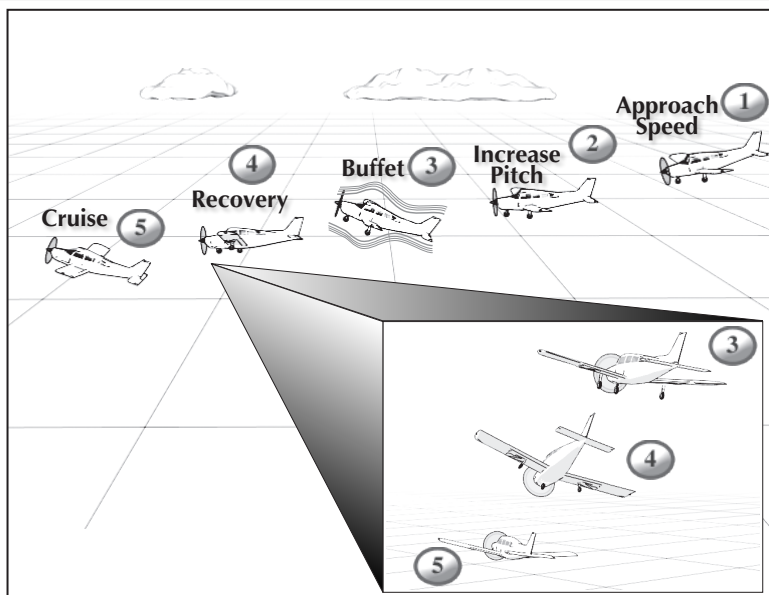 Approach
Speed
1
Increase
Pitch
2
Buffet
3
Recovery
4
Cruise
5
3
4
5